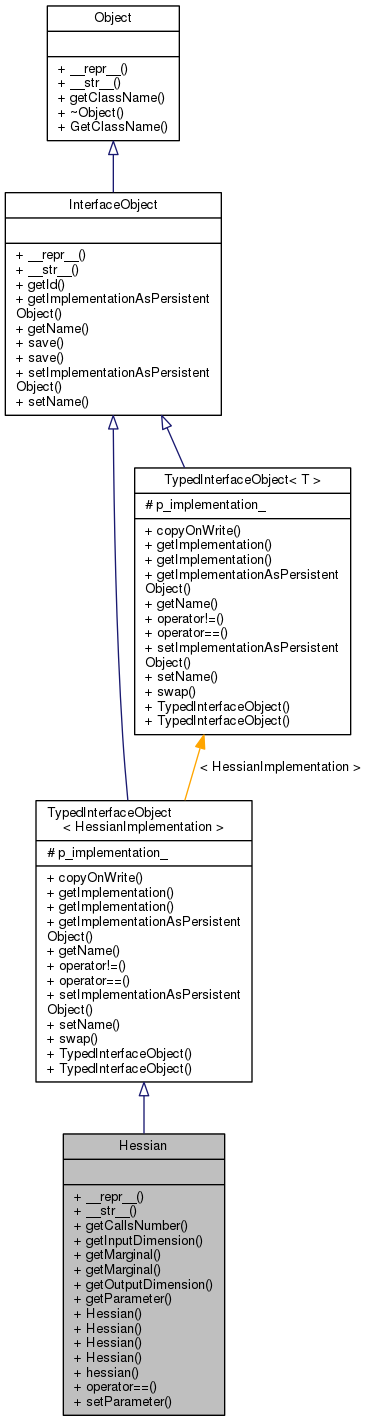 Object
+ __repr__()
+ __str__()
+ getClassName()
+ ~Object()
+ GetClassName()
InterfaceObject
+ __repr__()
+ __str__()
+ getId()
+ getImplementationAsPersistent
Object()
+ getName()
+ save()
+ save()
+ setImplementationAsPersistent
Object()
+ setName()
TypedInterfaceObject< T >
# p_implementation_
+ copyOnWrite()
+ getImplementation()
+ getImplementation()
+ getImplementationAsPersistent
Object()
+ getName()
+ operator!=()
+ operator==()
+ setImplementationAsPersistent
Object()
+ setName()
+ swap()
+ TypedInterfaceObject()
+ TypedInterfaceObject()
< HessianImplementation >
TypedInterfaceObject
< HessianImplementation >
# p_implementation_
+ copyOnWrite()
+ getImplementation()
+ getImplementation()
+ getImplementationAsPersistent
Object()
+ getName()
+ operator!=()
+ operator==()
+ setImplementationAsPersistent
Object()
+ setName()
+ swap()
+ TypedInterfaceObject()
+ TypedInterfaceObject()
Hessian
+ __repr__()
+ __str__()
+ getCallsNumber()
+ getInputDimension()
+ getMarginal()
+ getMarginal()
+ getOutputDimension()
+ getParameter()
+ Hessian()
+ Hessian()
+ Hessian()
+ Hessian()
+ hessian()
+ operator==()
+ setParameter()